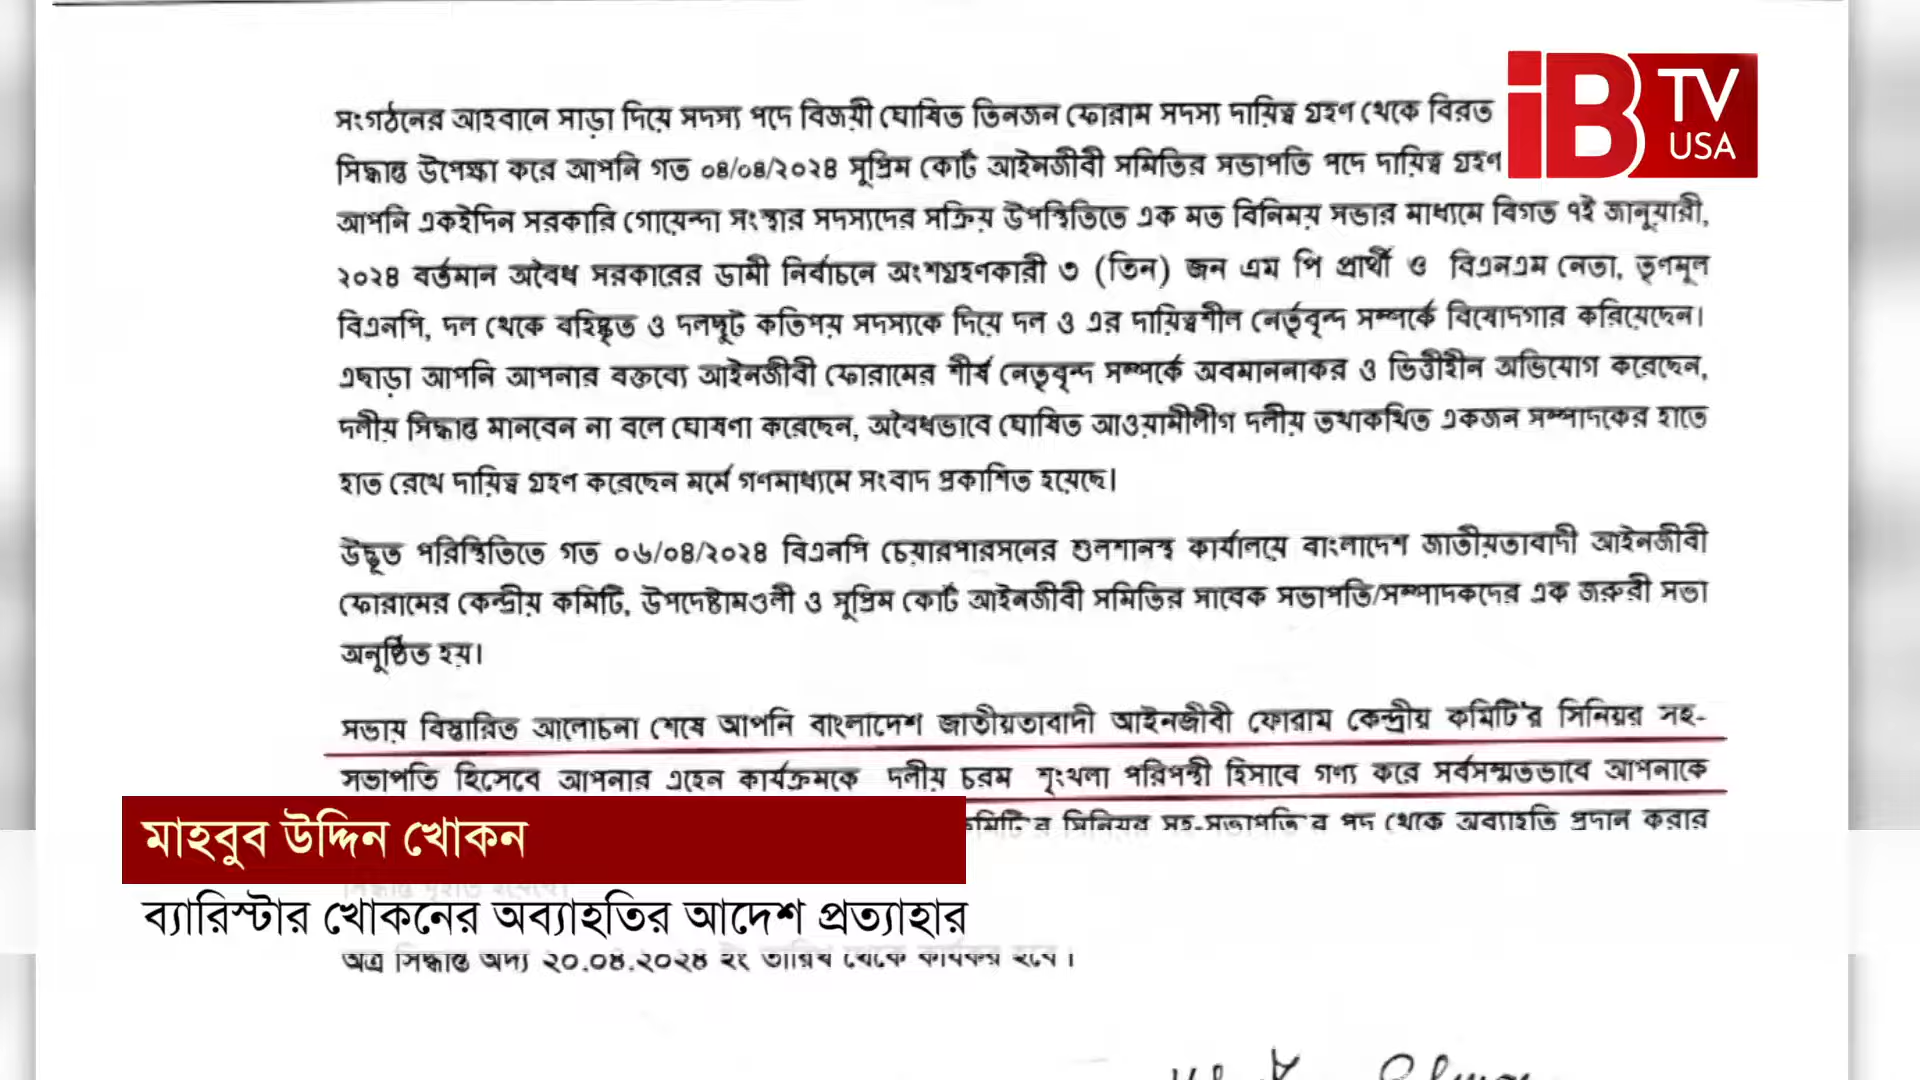 সংগঠনের আহবানে সাড়া দিয়ে সদস্য পদে বিজয়ী ঘোষিত তিনজন ফোরাম সদস্য দায়িত্ব গ্রহণ থেকে বিরত
সিদ্ধান্ত উপেক্ষা করে আপনি গত ০৪/০৪/২০২৪ সুপ্রিম কোর্ট আইনজীবী সমিতির সভাপতি পদে দায়িত্ব গ্রহণ
আপনি একইদিন সরকারি গোয়েন্দা সংস্থার সদস্যদের সক্রিয় উপস্থিতিতে এক মত বিনিময় সভার মাধ্যমে বিগত ৭ই জানুয়ারী,
২০২৪ বর্তমান অবৈধ সরকারের ডামী নির্বাচনে অংশগ্রহণকারী ৩ (তিন) জন এম পি প্রার্থী ও বিএনএম নেতা, তৃণমূল
বিএনপি, দল থেকে বহিষ্কৃত ও দলছুট কতিপয় সদস্যকে দিয়ে দল ও এর দায়িত্বশীল নের্তৃবৃন্দ সম্পর্কে বিষোদগার করিয়েছেন।
এছাড়া আপনি আপনার বক্তব্যে আইনজীবী ফোরামের শীর্ষ নেতৃবৃন্দ সম্পর্কে অবমাননাকর ও ভিত্তীহীন অভিযোগ করেছেন,
দলীয় সিদ্ধান্ত মানবেন না বলে ঘোষণা করেছেন, অবৈধভাবে ঘোষিত আওয়ামীলীগ দলীয় তথাকথিত একজন সম্পাদকের হাতে
হাত রেখে দায়িত্ব গ্রহণ করেছেন মর্মে গণমাধ্যমে সংবাদ প্রকাশিত হয়েছে।
উদ্ভূত পরিস্থিতিতে গত ০৬/০৪/২০২৪ বিএনপি চেয়ারপারসনের গুলশানস্থ কার্যালয়ে বাংলাদেশ জাতীয়তাবাদী আইনজীবী
ফোরামের কেন্দ্রীয় কমিটি, উপদেষ্টামণ্ডলী ও সুপ্রিম কোর্ট আইনজীবী সমিতির সাবেক সভাপতি/সম্পাদকদের এক জরুরী সভা
অনুষ্ঠিত হয়।
সভায় বিস্তারিত আলোচনা শেষে আপনি বাংলাদেশ জাতীয়তাবাদী আইনজীবী ফোরাম কেন্দ্রীয় কমিটি'র সিনিয়র সহ-
সভাপতি হিসেবে আপনার এহেন কার্যক্রমকে দলীয় চরম শৃংখলা পরিপন্থী হিসাবে গণ্য করে সর্বসম্মতভাবে আপনাকে
কমিটি'র সিনিয়র সহ-সভাপতি'র পদ থেকে অব্যাহতি প্রদান করার
অত্র সিদ্ধান্ত অদ্য ২০.০৪.২০২৪ ইং তারিখ থেকে কার্যকর হবে।
iB TV USA
মাহবুব উদ্দিন খোকন
ব্যারিস্টার খোকনের অব্যাহতির আদেশ প্রত্যাহার